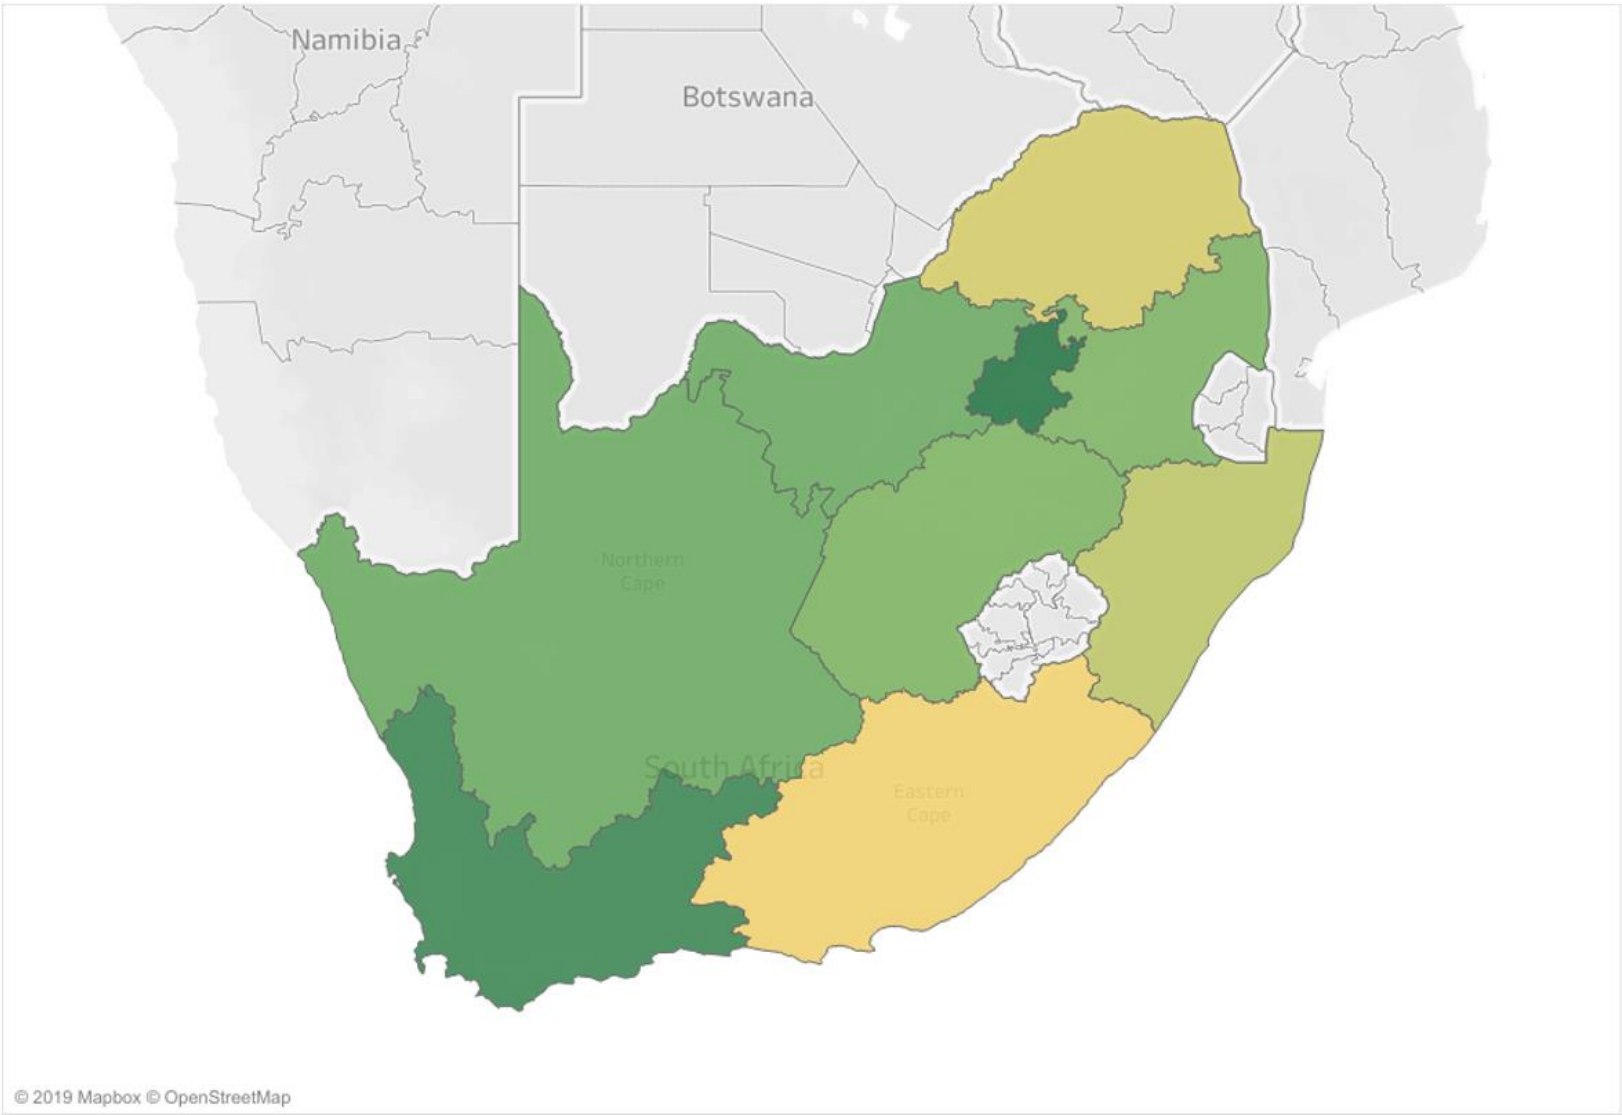 Namibia
Botswana
Northern
Cape
South Africa
Eastern
Cape
© 2019 Mapbox © OpenStreetMap